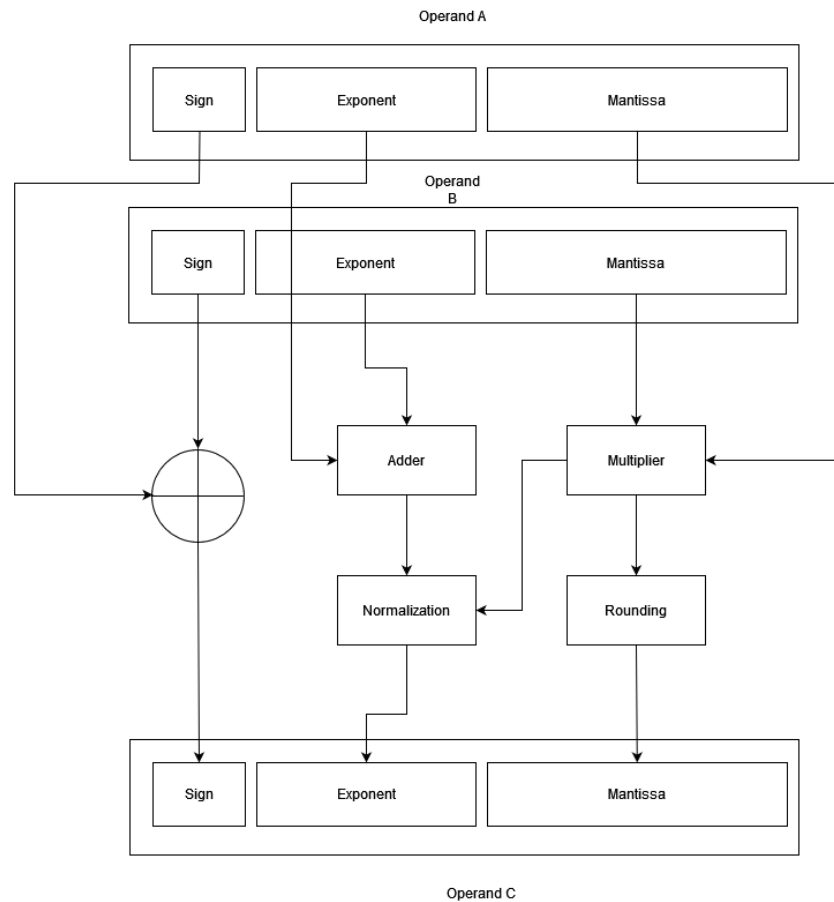 Operand A
Sign
Exponent
Mantissa
Operand
B
Sign
Exponent
Mantissa
Adder
Multiplier
Normalization
Rounding
Sign
Exponent
Mantissa
Operand C